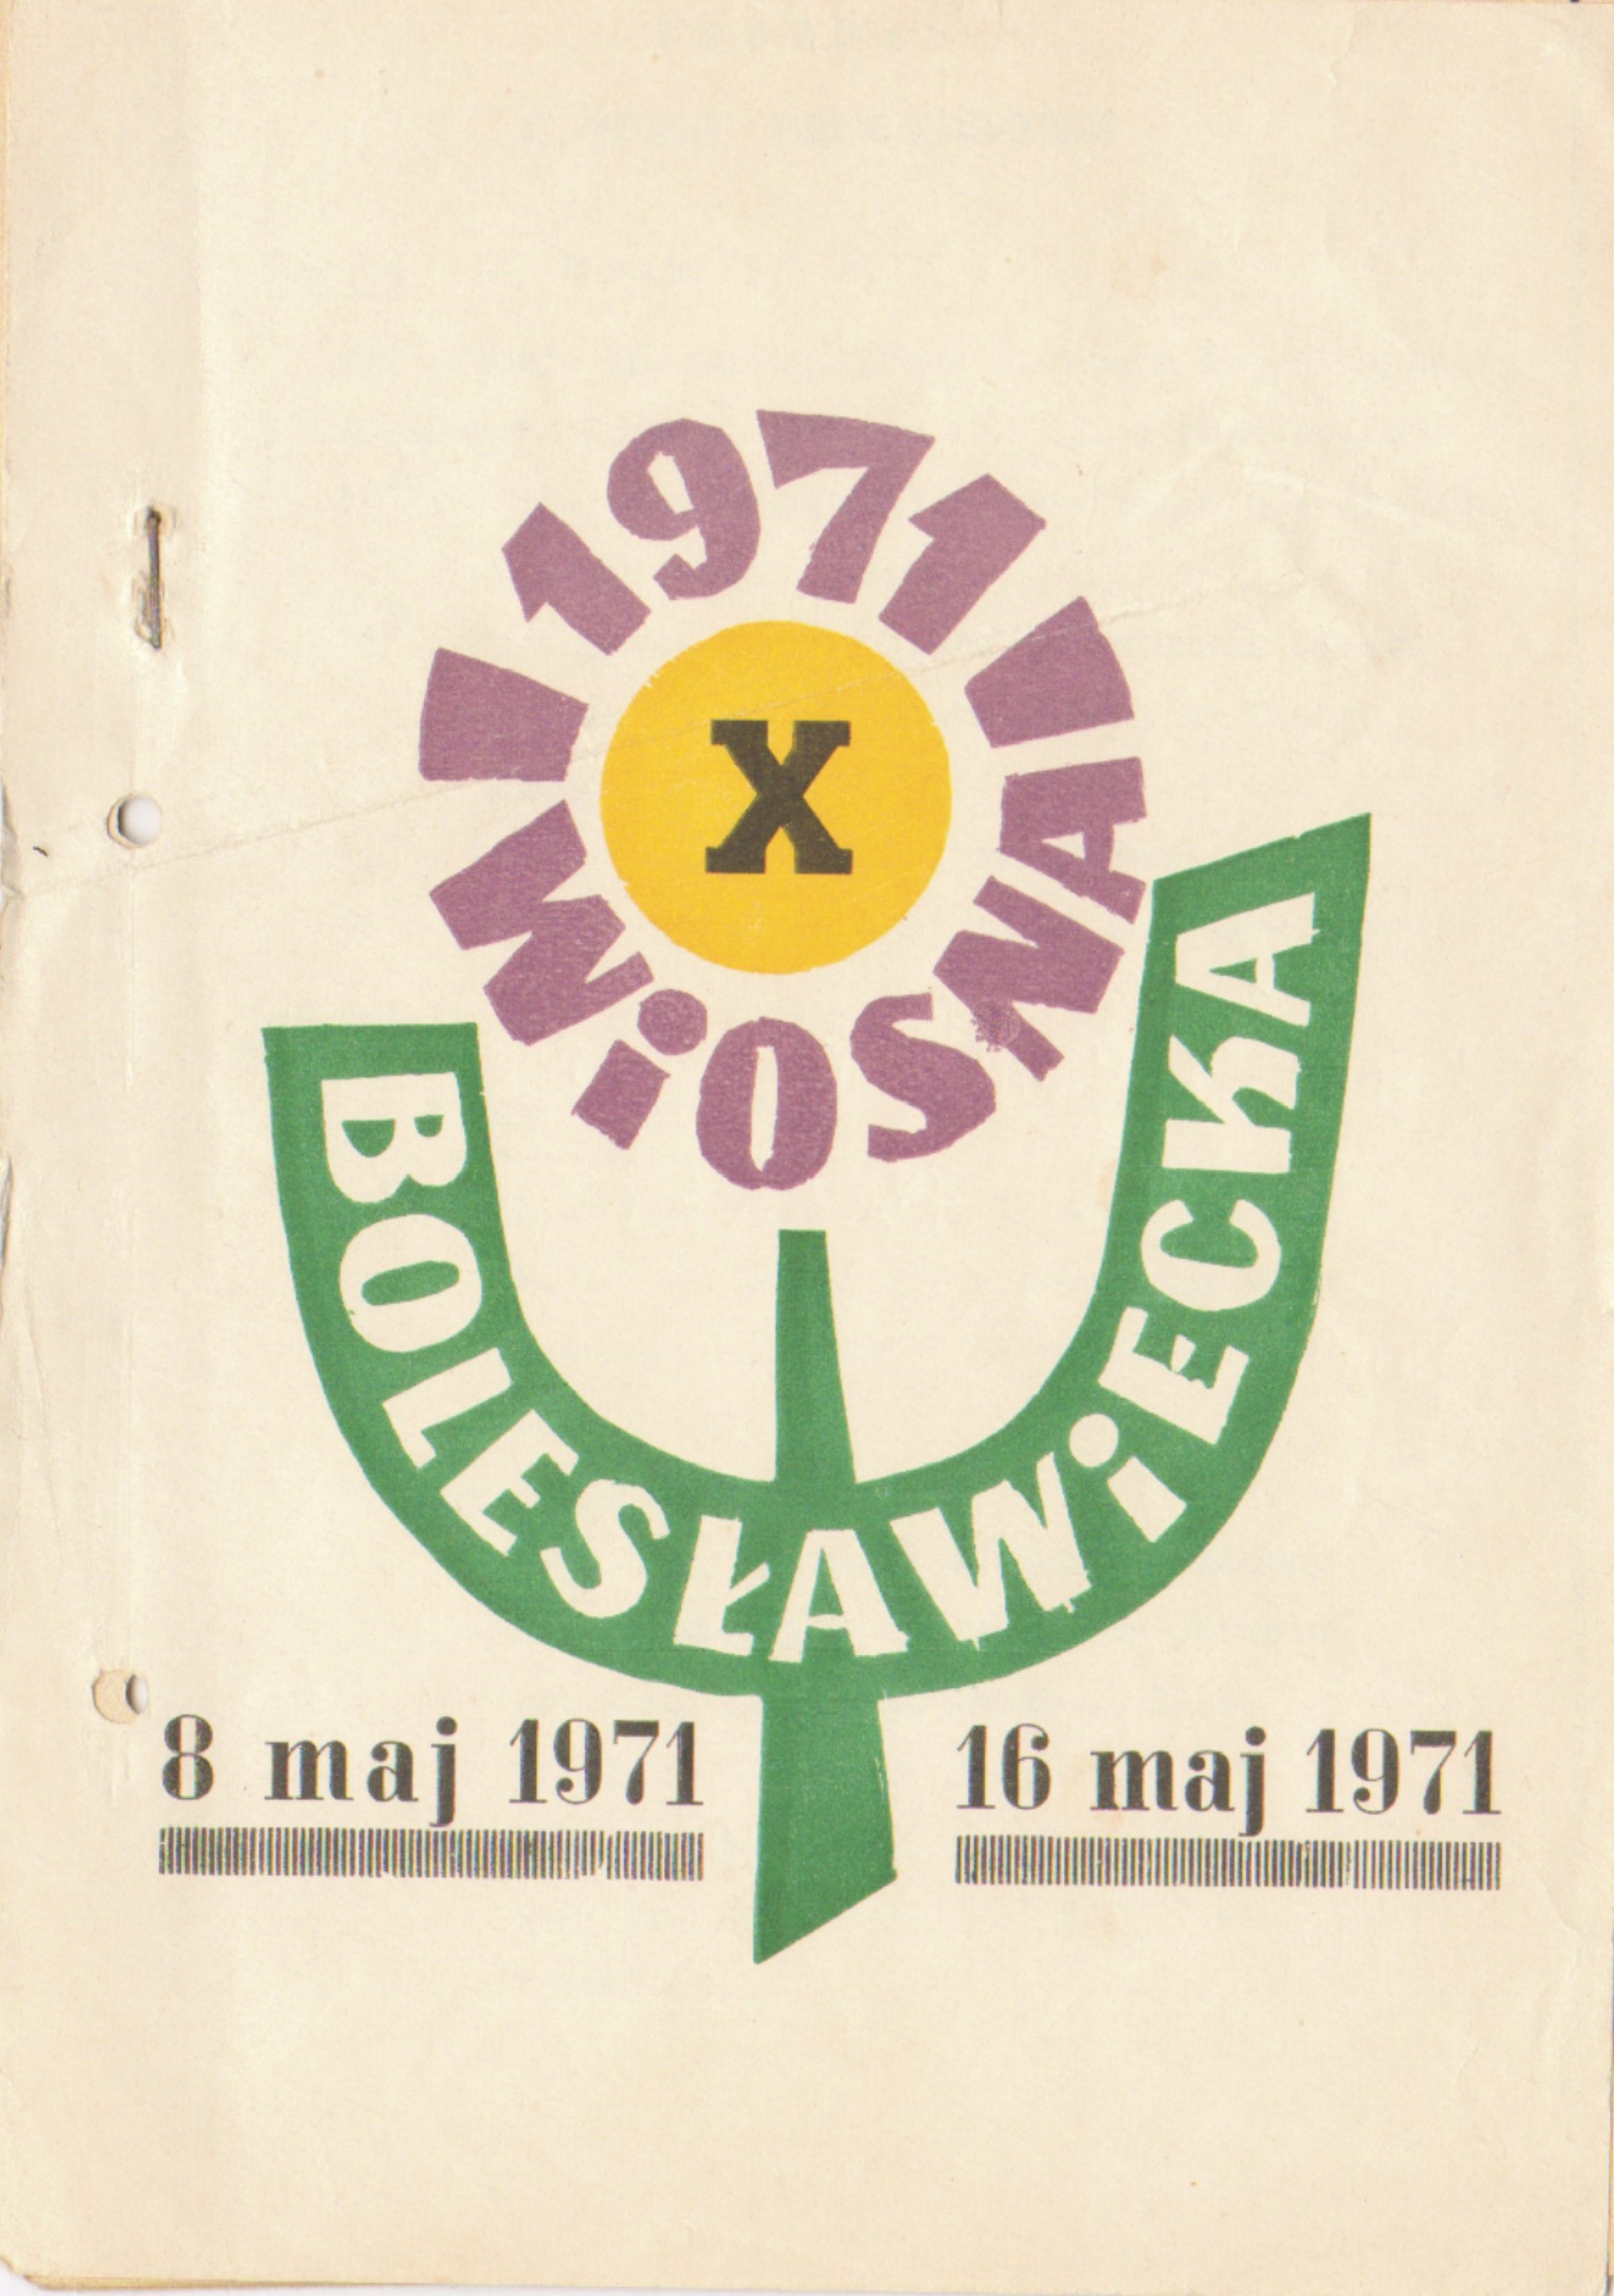 1971
X
WiOSNA
BOLESŁAWiECKA
8 maj 1971
16 maj 1971